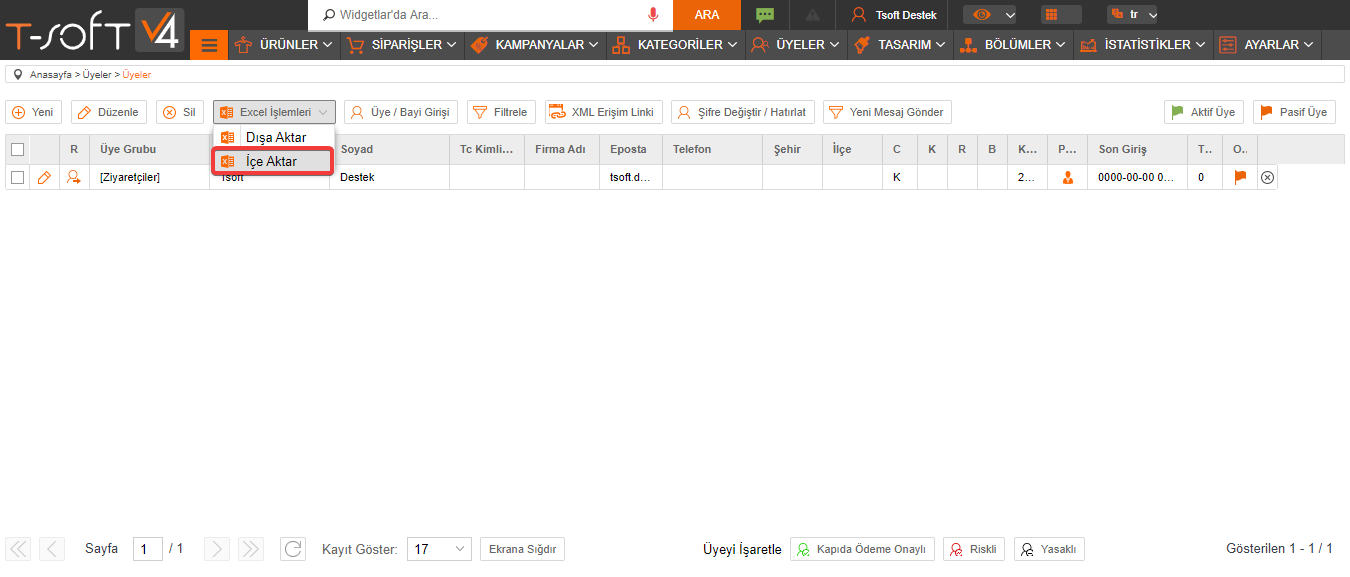 T-SOFT V4
Widgetlar'da Ara...
ARA
Tsoft Destek
tr
ÜRÜNLER
SİPARİŞLER
KAMPANYALAR
KATEGORİLER
ÜYELER
TASARIM
BÖLÜMLER
İSTATİSTİKLER
AYARLAR
Anasayfa > Üyeler > Üyeler
Yeni
Düzenle
Sil
Excel İşlemleri
Üye / Bayi Girişi
Filtrele
XML Erişim Linki
Şifre Değiştir / Hatırlat
Yeni Mesaj Gönder
Aktif Üye
Pasif Üye
Dışa Aktar
İçe Aktar
R Üye Grubu Soyad Tc Kimli... Firma Adı Eposta Telefon Şehir İlçe C K R B K... P... Son Giriş T.. O..
[Ziyaretçiler] Tsoft Destek tsoft.d... K 2... 0000-00-00 0... 0
Sayfa 1 / 1
Kayıt Göster: 17
Ekrana Sığdır
Üyeyi İşaretle
Kapıda Ödeme Onaylı
Riskli
Yasaklı
Gösterilen 1 - 1 / 1